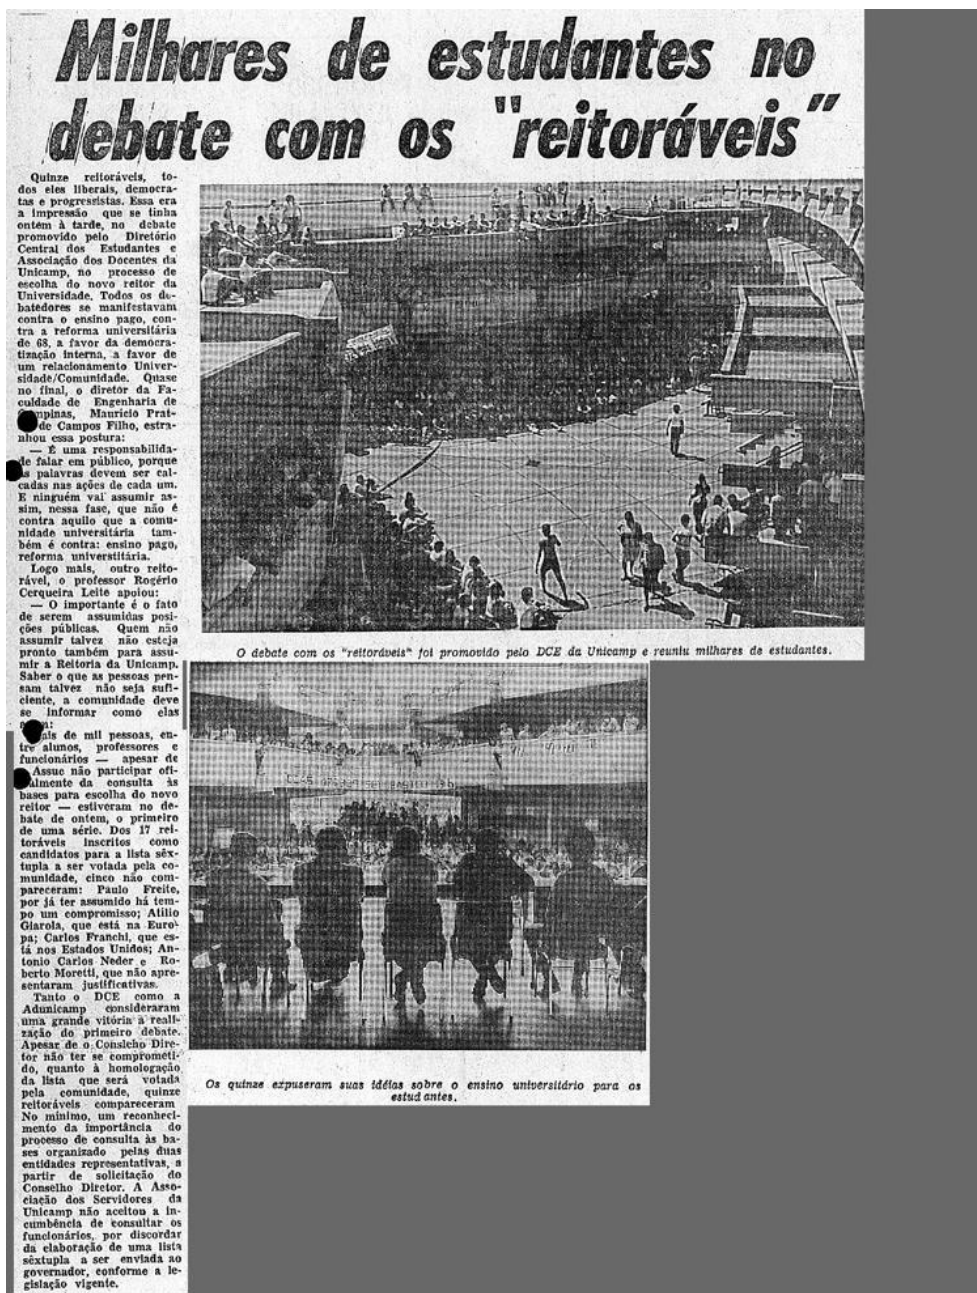 Milhares de estudantes no
debate com os "reitoráveis"
Quinze reitoráveis, to-
dos eles liberais, democra-
tas e progressistas. Essa era
a impressão que se tinha
ontem à tarde, no debate
promovido pelo Diretório
Central dos Estudantes e
Associação dos Docentes da
Unicamp, no processo de
escolha do novo reitor da
Universidade. Todos os de-
batedores se manifestavam
contra o ensino pago, con-
tra a reforma universitária
de 68, a favor da democra-
tização interna, a favor de
um relacionamento Univer-
sidade/Comunidade. Quase
no final, o diretor da Fa-
culdade de Engenharia de
mpinas, Maurício Prat-
de Campos Filho, estra-
nhou essa postura:
— É uma responsabilida-
de falar em público, porque
s palavras devem ser cal-
cadas nas ações de cada um.
E ninguém vai assumir as-
sim, nessa fase, que não é
contra aquilo que a comu-
nidade universitária tam-
bém é contra: ensino pago,
reforma universtitária.
Logo mais, outro reito-
rável, o professor Rogério
Cerqueira Leite apoiou:
— O importante é o fato
de serem assumidas posi-
ções públicas. Quem não
assumir talvez não esteja
pronto também para assu-
mir a Reitoria da Unicamp.
Saber o que as pessoas pen-
sam talvez não seja sufi-
ciente, a comunidade deve
se informar como elas
m:
ais de mil pessoas, en-
tre alunos, professores e
funcionários — apesar de
Assuc não participar ofi-
almente da consulta às
bases para escolha do novo
reitor — estiveram no de-
bate de ontem, o primeiro
de uma série. Dos 17 rei-
toráveis inscritos como
candidatos para a lista sêx-
tupla a ser votada pela co-
munidade, cinco não com-
pareceram: Paulo Freite,
por já ter assumido há tem-
po um compromisso; Atílio
Giarola, que está na Euro-
pa; Carlos Franchi, que es-
tá nos Estados Unidos; An-
tonio Carlos Neder e Ro-
berto Moretti, que não apre-
sentaram justificativas.
Tanto o DCE como a
Adunicamp consideraram
uma grande vitória a reali-
zação do primeiro debate.
Apesar de o Conslcho Dire-
tor não ter se comprometi-
do, quanto à homologação
da lista que será votada
pela comunidade, quinze
reitoráveis compareceram
No mínimo, um reconheci-
mento da importância do
processo de consulta às ba-
ses organizado pelas duas
entidades representativas, a
partir de solicitação do
Conselho Diretor. A Asso-
ciação dos Servidores da
Unicamp não aceitou a in-
cumbência de consultar os
funcionários, por discordar
da elaboração de uma lista
sêxtupla a ser enviada ao
governador, conforme a le-
gislação vigente.
O debate com os "reitoráveis" foi promovido pelo DCE da Unicamp e reuniu milhares de estudantes.
Os quinze expuseram suas idéias sobre o ensino universitário para os
estudantes.